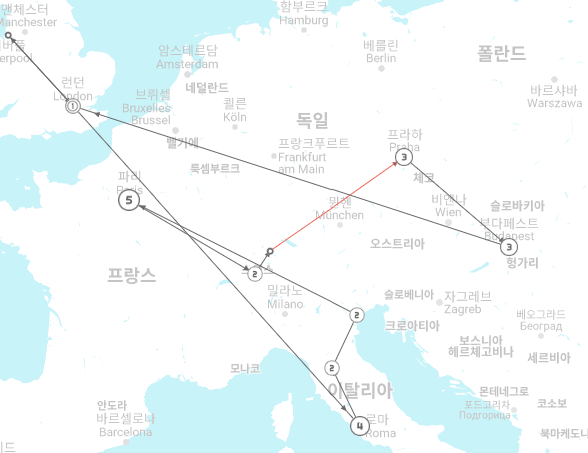 맨체스터
Manchester
리버풀
erpool
런던
London
함부르크
Hamburg
암스테르담
Amsterdam
네덜란드
베를린
Berlin
폴란드
바르샤바
Warszawa
브뤼셀
Bruxelles
Brussel
벨기에
쾰른
Köln
독일
프랑크푸르트
Frankfurt
am Main
룩셈부르크
프라하
Praha
3
체코
1
파리
Paris
5
뮌헨
München
비엔나
Wien
슬로바키아
부다페스트
Budapest
3
헝가리
오스트리아
2
프랑스
밀라노
Milano
슬로베니아
자그레브
Zagreb
크로아티아
2
보스니아
헤르체고비나
베오그라드
Београд
세르비아
모나코
2
이탈리아
4
로마
Roma
안도라
바르셀로나
Barcelona
몬테네그로
포드고리차
Подгорица
코소보
북마케도니
리드